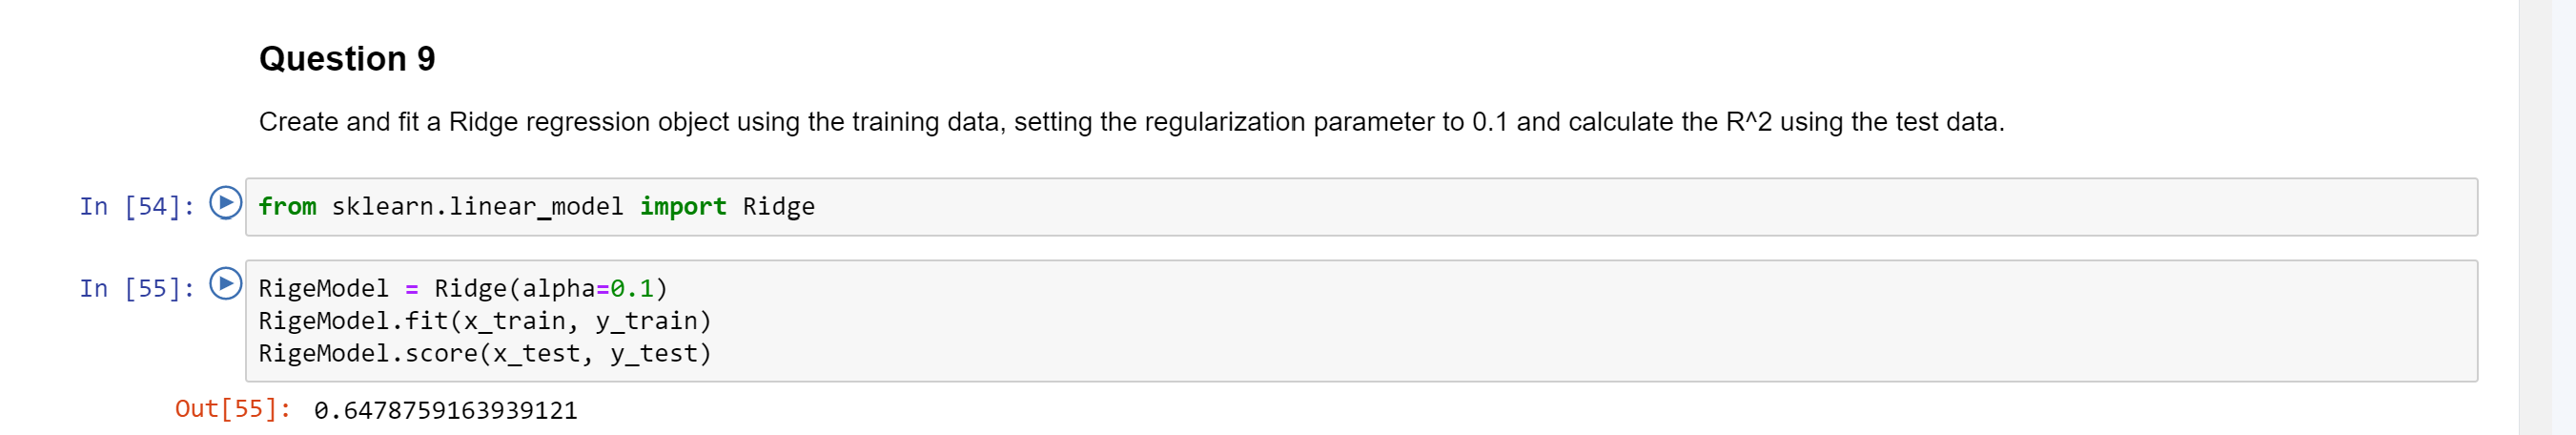 Question 9
Create and fit a Ridge regression object using the training data, setting the regularization parameter to 0.1 and calculate the R^2 using the test data.
In [54]: from sklearn.linear_model import Ridge
In [55]: RigeModel = Ridge(alpha=0.1)
RigeModel.fit(x_train, y_train)
RigeModel.score(x_test, y_test)
Out[55]: 0.6478759163939121